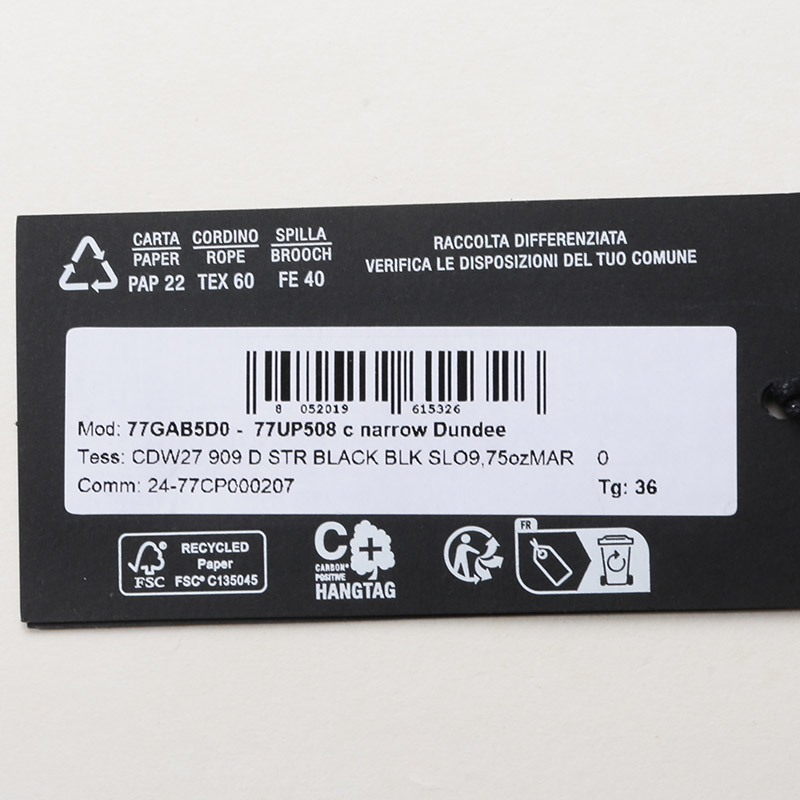 CARTA CORDINO SPILLA
PAPER ROPE BROOCH
PAP 22 TEX 60 FE 40
RACCOLTA DIFFERENZIATA
VERIFICA LE DISPOSIZIONI DEL TUO COMUNE
8 052019 615326
Mod: 77GAB5D0 - 77UP508 c narrow Dundee
Tess: CDW27 909 D STR BLACK BLK SLO9,75ozMAR 0
Comm: 24-77CP000207 Tg: 36
FSC
RECYCLED
Paper
FSC® C135045
C
CARBON®
POSITIVE
HANGTAG
FR